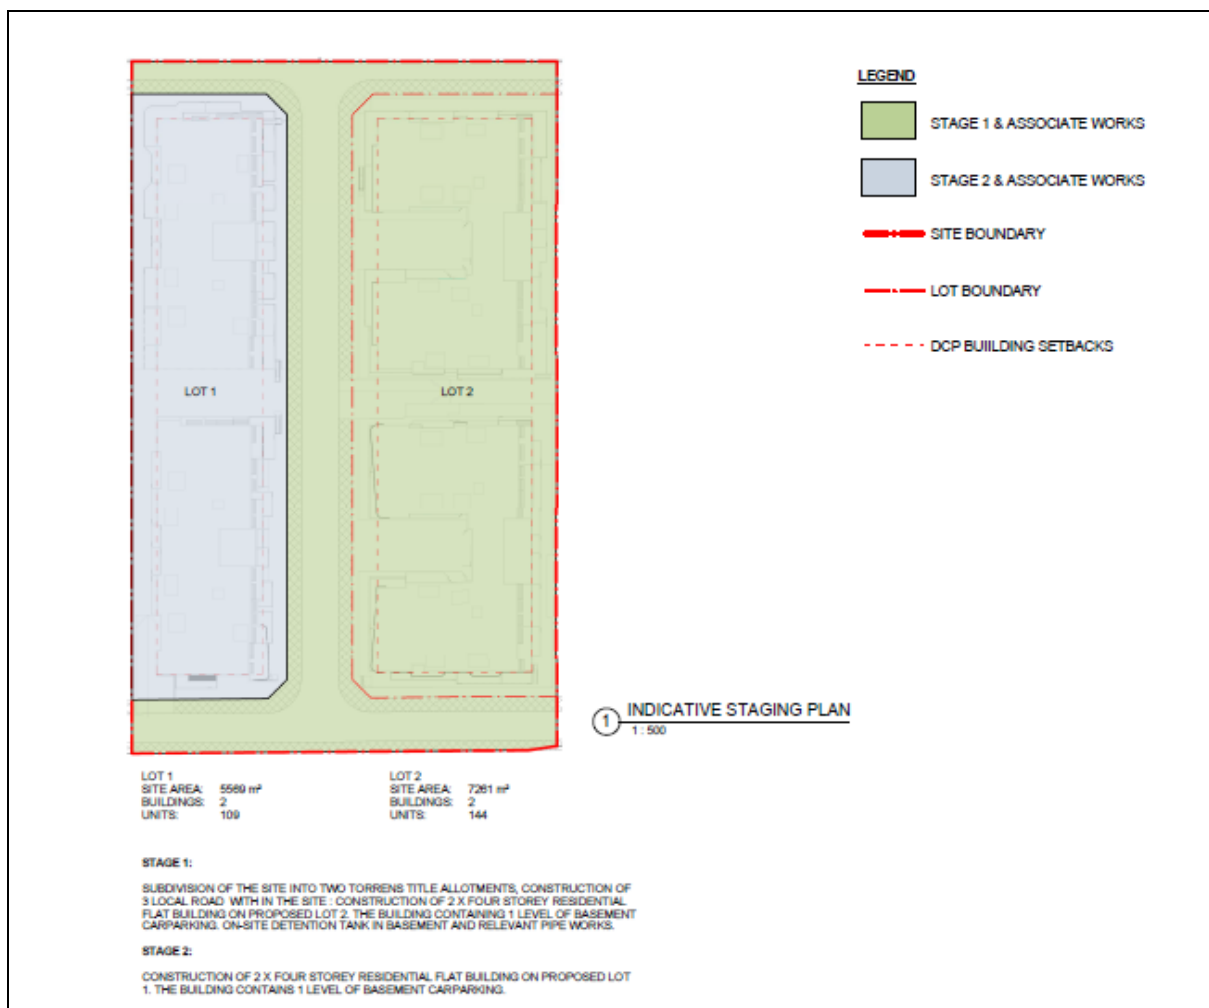 LEGEND
STAGE 1 & ASSOCIATE WORKS
STAGE 2 & ASSOCIATE WORKS
SITE BOUNDARY
LOT BOUNDARY
DCP BUIILDING SETBACKS
LOT 1
LOT 2
1 INDICATIVE STAGING PLAN
1 : 500
LOT 1
SITE AREA: 5569 m²
BUILDINGS: 2
UNITS: 109
LOT 2
SITE AREA: 7261 m²
BUILDINGS: 2
UNITS: 144
STAGE 1:
SUBDIVISION OF THE SITE INTO TWO TORRENS TITLE ALLOTMENTS, CONSTRUCTION OF
3 LOCAL ROAD WITH IN THE SITE : CONSTRUCTION OF 2 X FOUR STOREY RESIDENTIAL
FLAT BUILDING ON PROPOSED LOT 2. THE BUILDING CONTAINING 1 LEVEL OF BASEMENT
CARPARKING. ON-SITE DETENTION TANK IN BASEMENT AND RELEVANT PIPE WORKS.
STAGE 2:
CONSTRUCTION OF 2 X FOUR STOREY RESIDENTIAL FLAT BUILDING ON PROPOSED LOT
1. THE BUILDING CONTAINS 1 LEVEL OF BASEMENT CARPARKING.